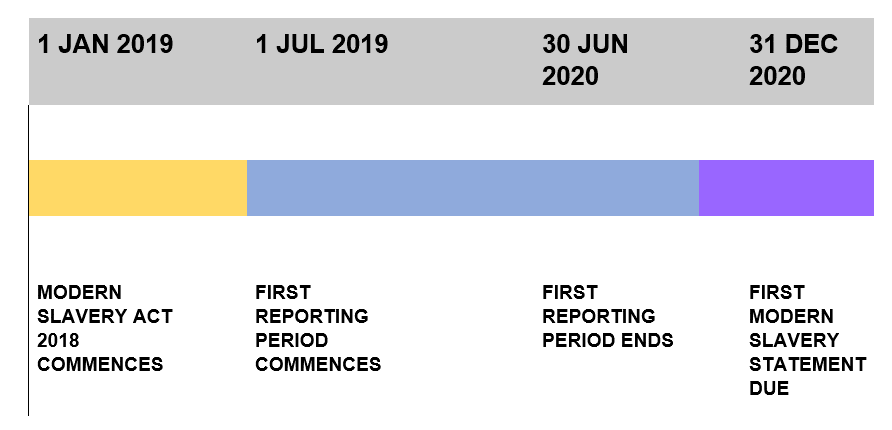 1 JAN 2019
1 JUL 2019
30 JUN
2020
31 DEC
2020
MODERN
SLAVERY ACT
2018
COMMENCES
FIRST
REPORTING
PERIOD
COMMENCES
FIRST
REPORTING
PERIOD ENDS
FIRST
MODERN
SLAVERY
STATEMENT
DUE